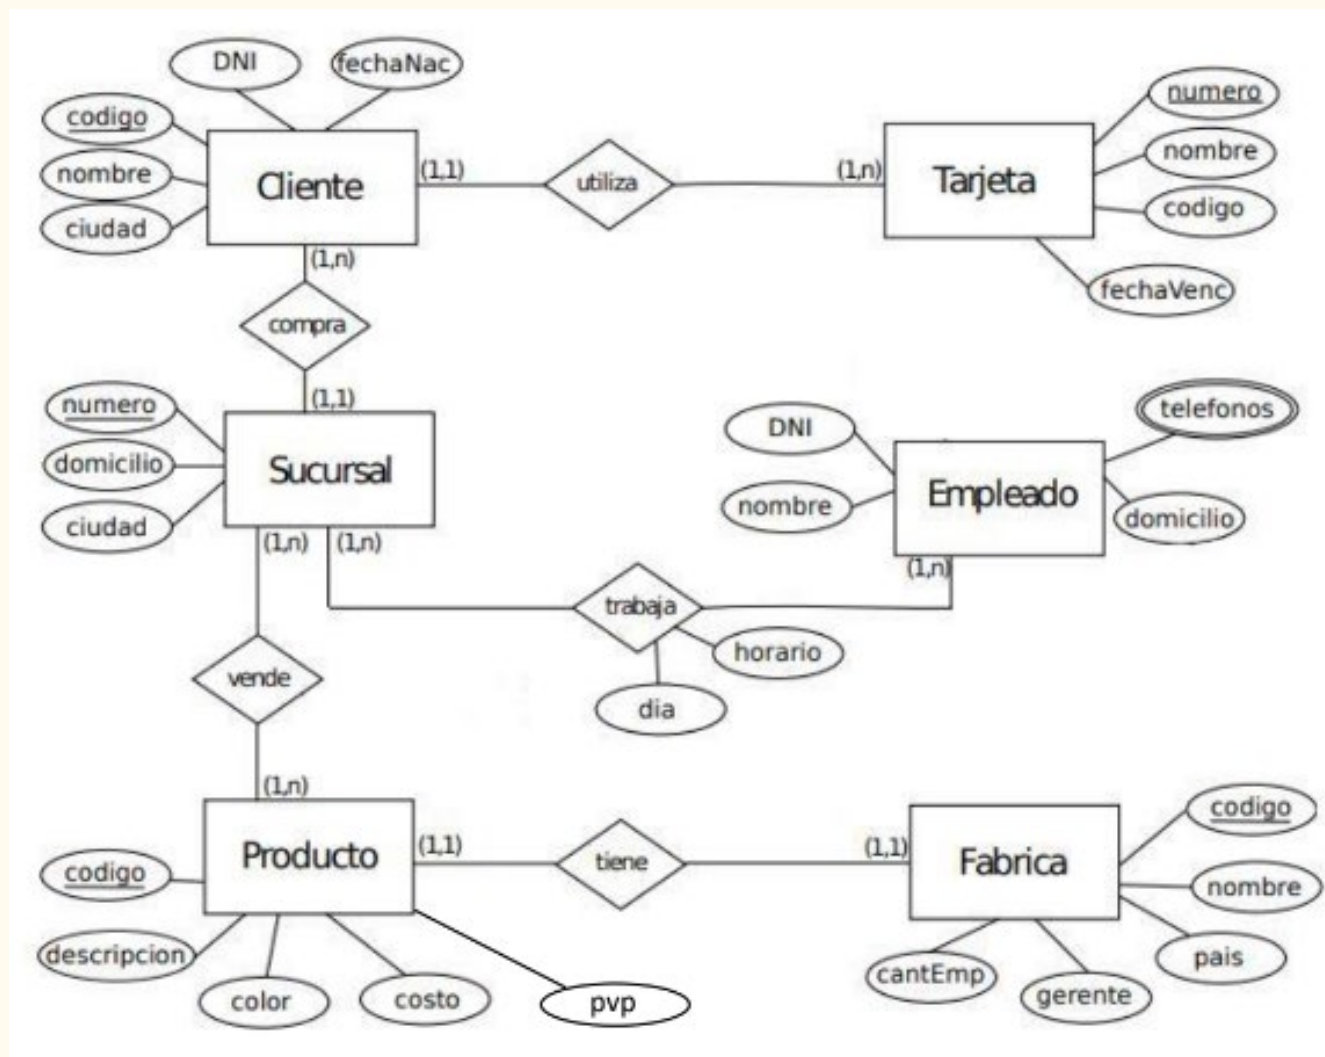 DNI
fechaNac
codigo
nombre
ciudad
Cliente
(1,1)
utiliza
(1,n)
Tarjeta
numero
nombre
codigo
fechaVenc
(1,n)
compra
(1,1)
numero
domicilio
ciudad
Sucursal
DNI
nombre
Empleado
telefonos
domicilio
(1,n)
(1,n)
(1,n)
trabaja
horario
dia
vende
(1,n)
Producto
(1,1)
tiene
(1,1)
Fabrica
codigo
nombre
pais
cantEmp
gerente
codigo
descripcion
color
costo
pvp